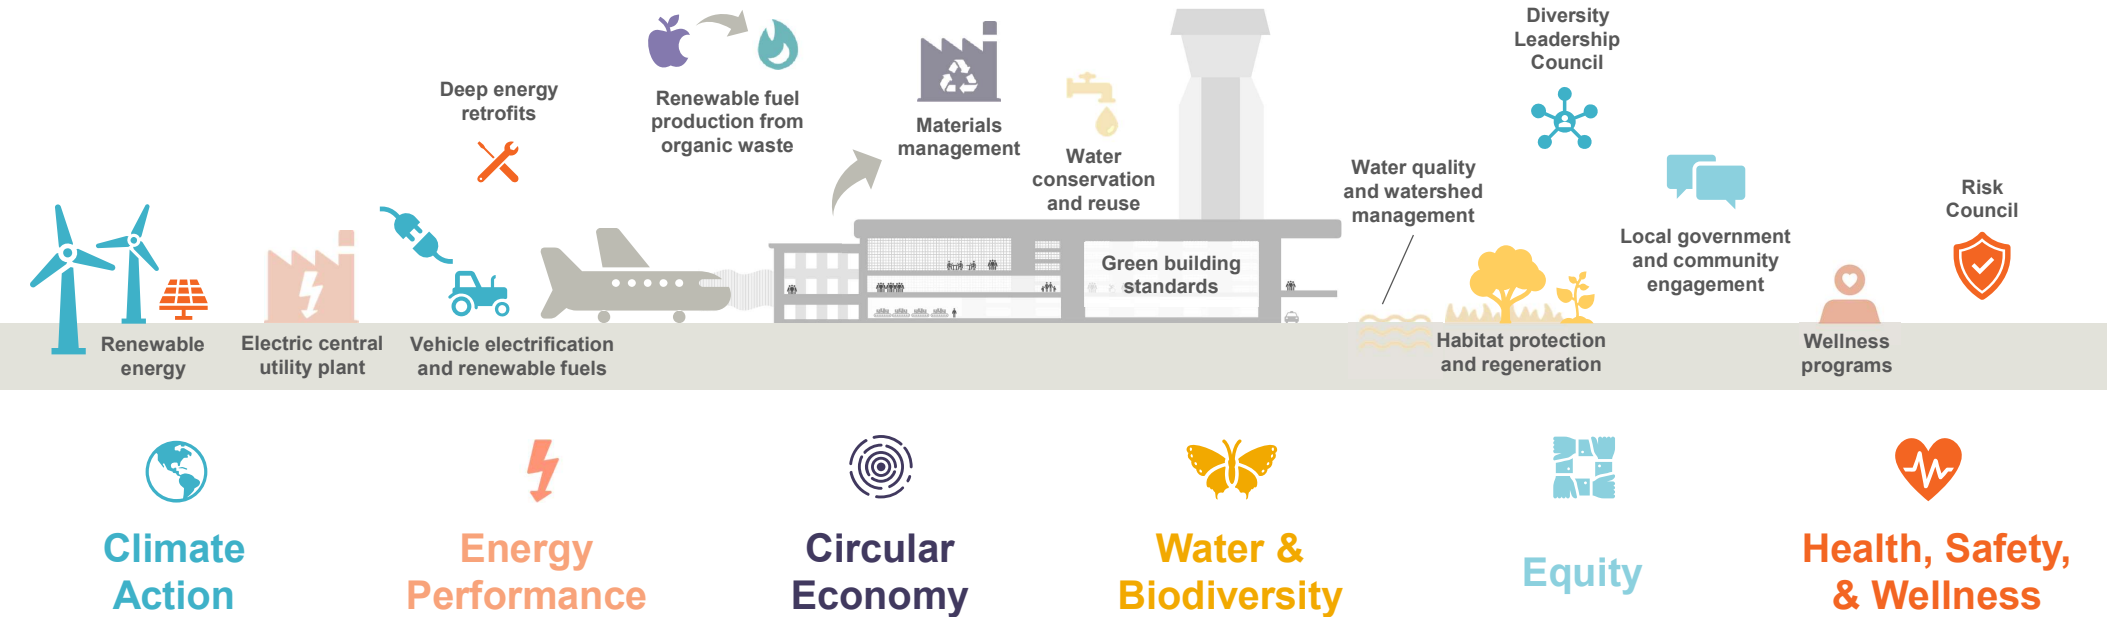 Deep energy
retrofits
Renewable fuel
production from
organic waste
Materials
management
Water
conservation
and reuse
Diversity
Leadership
Council
Water quality
and watershed
management
Local government
and community
engagement
Risk
Council
Green building
standards
Renewable
energy
Electric central
utility plant
Vehicle electrification
and renewable fuels
Habitat protection
and regeneration
Wellness
programs
Climate
Action
Energy
Performance
Circular
Economy
Water &
Biodiversity
Equity
Health, Safety,
& Wellness